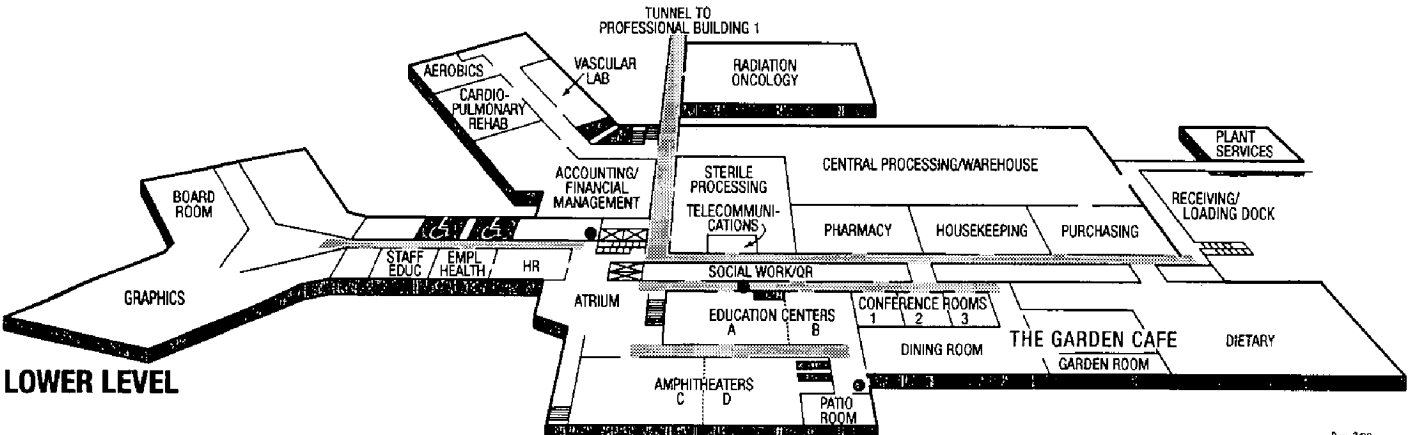 TUNNEL TO
PROFESSIONAL BUILDING 1
AEROBICS
VASCULAR
LAB
RADIATION
ONCOLOGY
CARDIO-
PULMONARY
REHAB
PLANT
SERVICES
CENTRAL PROCESSING/WAREHOUSE
ACCOUNTING/
FINANCIAL
MANAGEMENT
STERILE
PROCESSING
BOARD
ROOM
RECEIVING/
LOADING DOCK
TELECOMMUNI-
CATIONS
PHARMACY
HOUSEKEEPING
PURCHASING
STAFF
EDUC
EMPL
HEALTH
HR
SOCIAL WORK/QR
GRAPHICS
ATRIUM
EDUCATION CENTERS
A
B
CONFERENCE ROOMS
1
2
3
DINING ROOM
THE GARDEN CAFE
GARDEN ROOM
DIETARY
LOWER LEVEL
AMPHITHEATERS
C
D
PATIO
ROOM